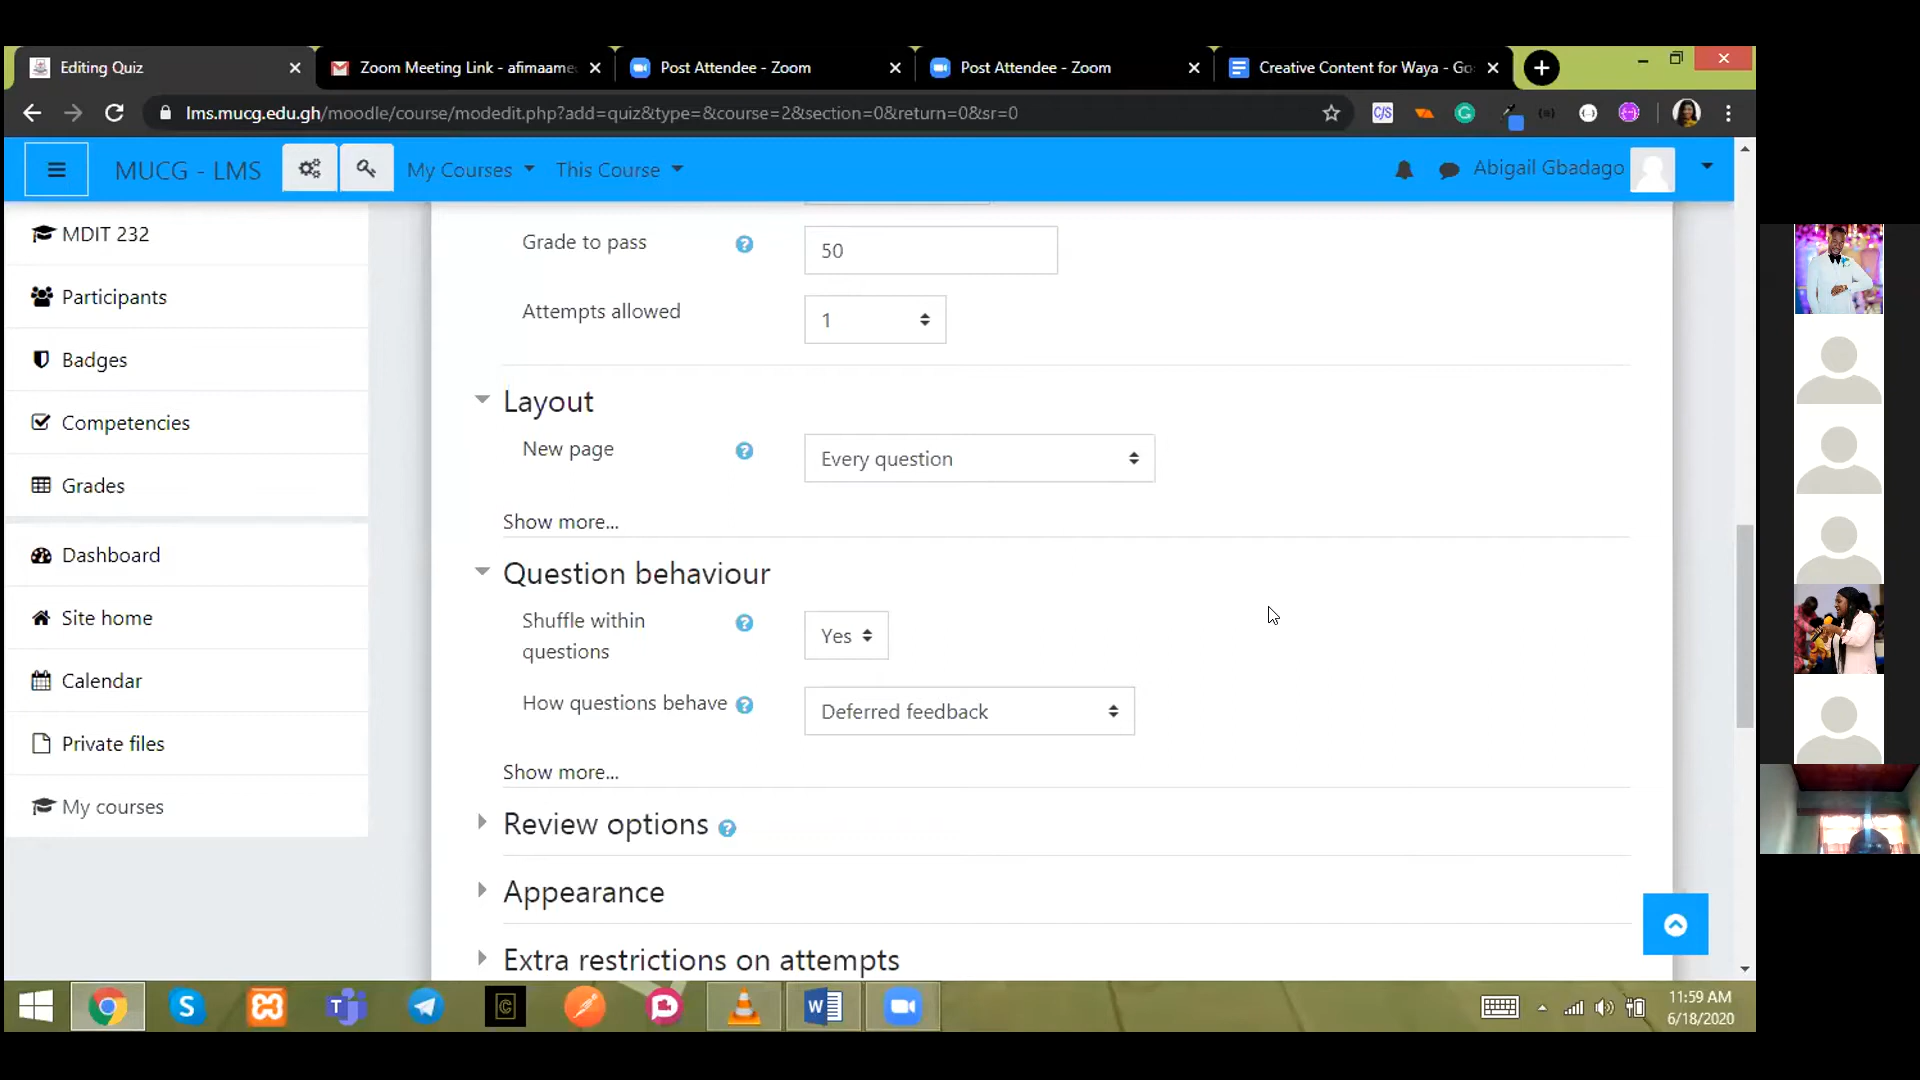 Editing Quiz
Zoom Meeting Link - afimaame
Post Attendee - Zoom
Post Attendee - Zoom
Creative Content for Waya - Go
lms.mucg.edu.gh/moodle/course/modedit.php?add=quiz&type=&course=2&section=0&return=0&sr=0
MUCG - LMS
My Courses
This Course
Abigail Gbadago
MDIT 232
Participants
Badges
Competencies
Grades
Dashboard
Site home
Calendar
Private files
My courses
Grade to pass
50
Attempts allowed
1
Layout
New page
Every question
Show more...
Question behaviour
Shuffle within
questions
Yes
How questions behave
Deferred feedback
Show more...
Review options
Appearance
Extra restrictions on attempts
11:59 AM
6/18/2020